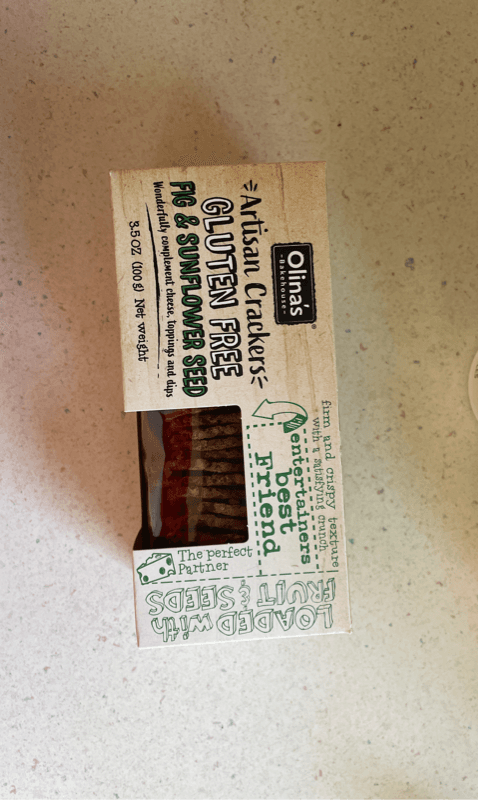 Olina's
-Bakehouse-
®
Artisan Crackers
GLUTEN FREE
FIG & SUNFLOWER SEED
Wonderfully complement cheese, toppings and dips
3.5 OZ (100 g) Net weight
firm and crispy texture
with a satisfying crunch
entertainers
best
Friend
The perfect
Partner
LOADED with
FRUIT & SEEDS